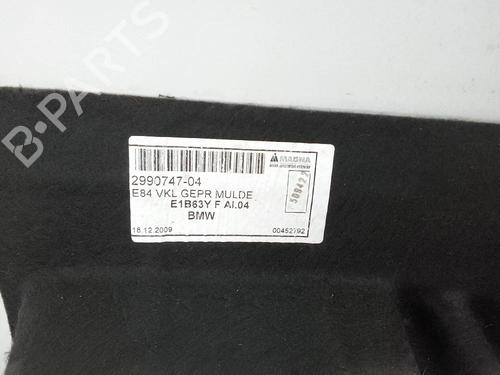 B-PARTS
MAGNA
2990747-04
E84 VKL GEPR MULDE
E1B63Y F AI.04
BMW
18.12.2009
00452792